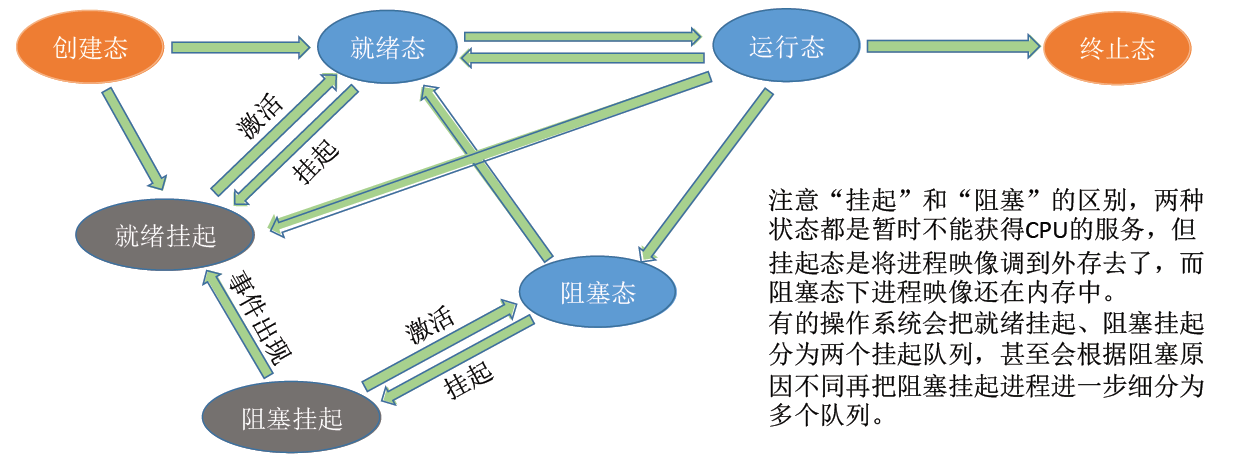 创建态
就绪态
运行态
终止态
激活
挂起
就绪挂起
事件出现
阻塞态
激活
挂起
阻塞挂起
注意“挂起”和“阻塞”的区别，两种
状态都是暂时不能获得CPU的服务，但
挂起态是将进程映像调到外存去了，而
阻塞态下进程映像还在内存中。
有的操作系统会把就绪挂起、阻塞挂起
分为两个挂起队列，甚至会根据阻塞原
因不同再把阻塞挂起进程进一步细分为
多个队列。